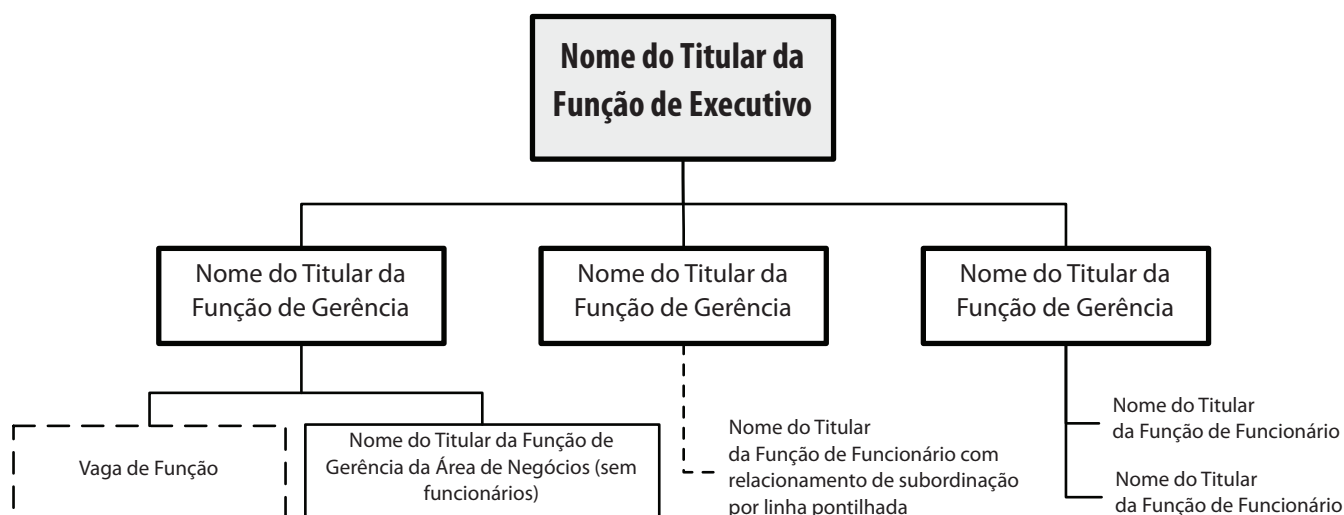 Nome do Titular da
Função de Executivo
Nome do Titular da
Função de Gerência
Nome do Titular da
Função de Gerência
Nome do Titular da
Função de Gerência
Vaga de Função
Nome do Titular da Função de
Gerência da Área de Negócios (sem
funcionários)
Nome do Titular
da Função de Funcionário com
relacionamento de subordinação
por linha pontilhada
Nome do Titular
da Função de Funcionário
Nome do Titular
da Função de Funcionário